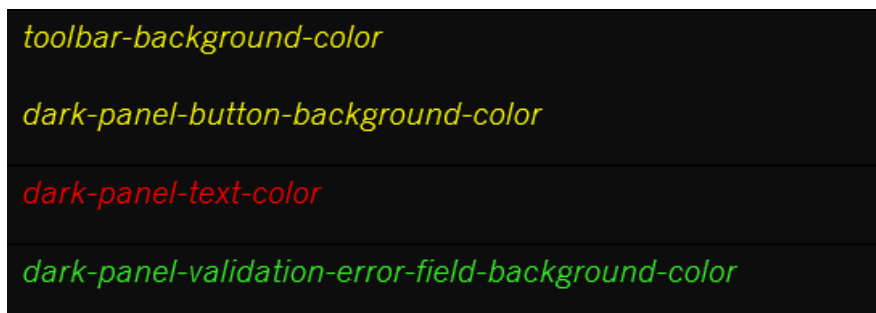 toolbar-background-color
dark-panel-button-background-color
dark-panel-text-color
dark-panel-validation-error-field-background-color